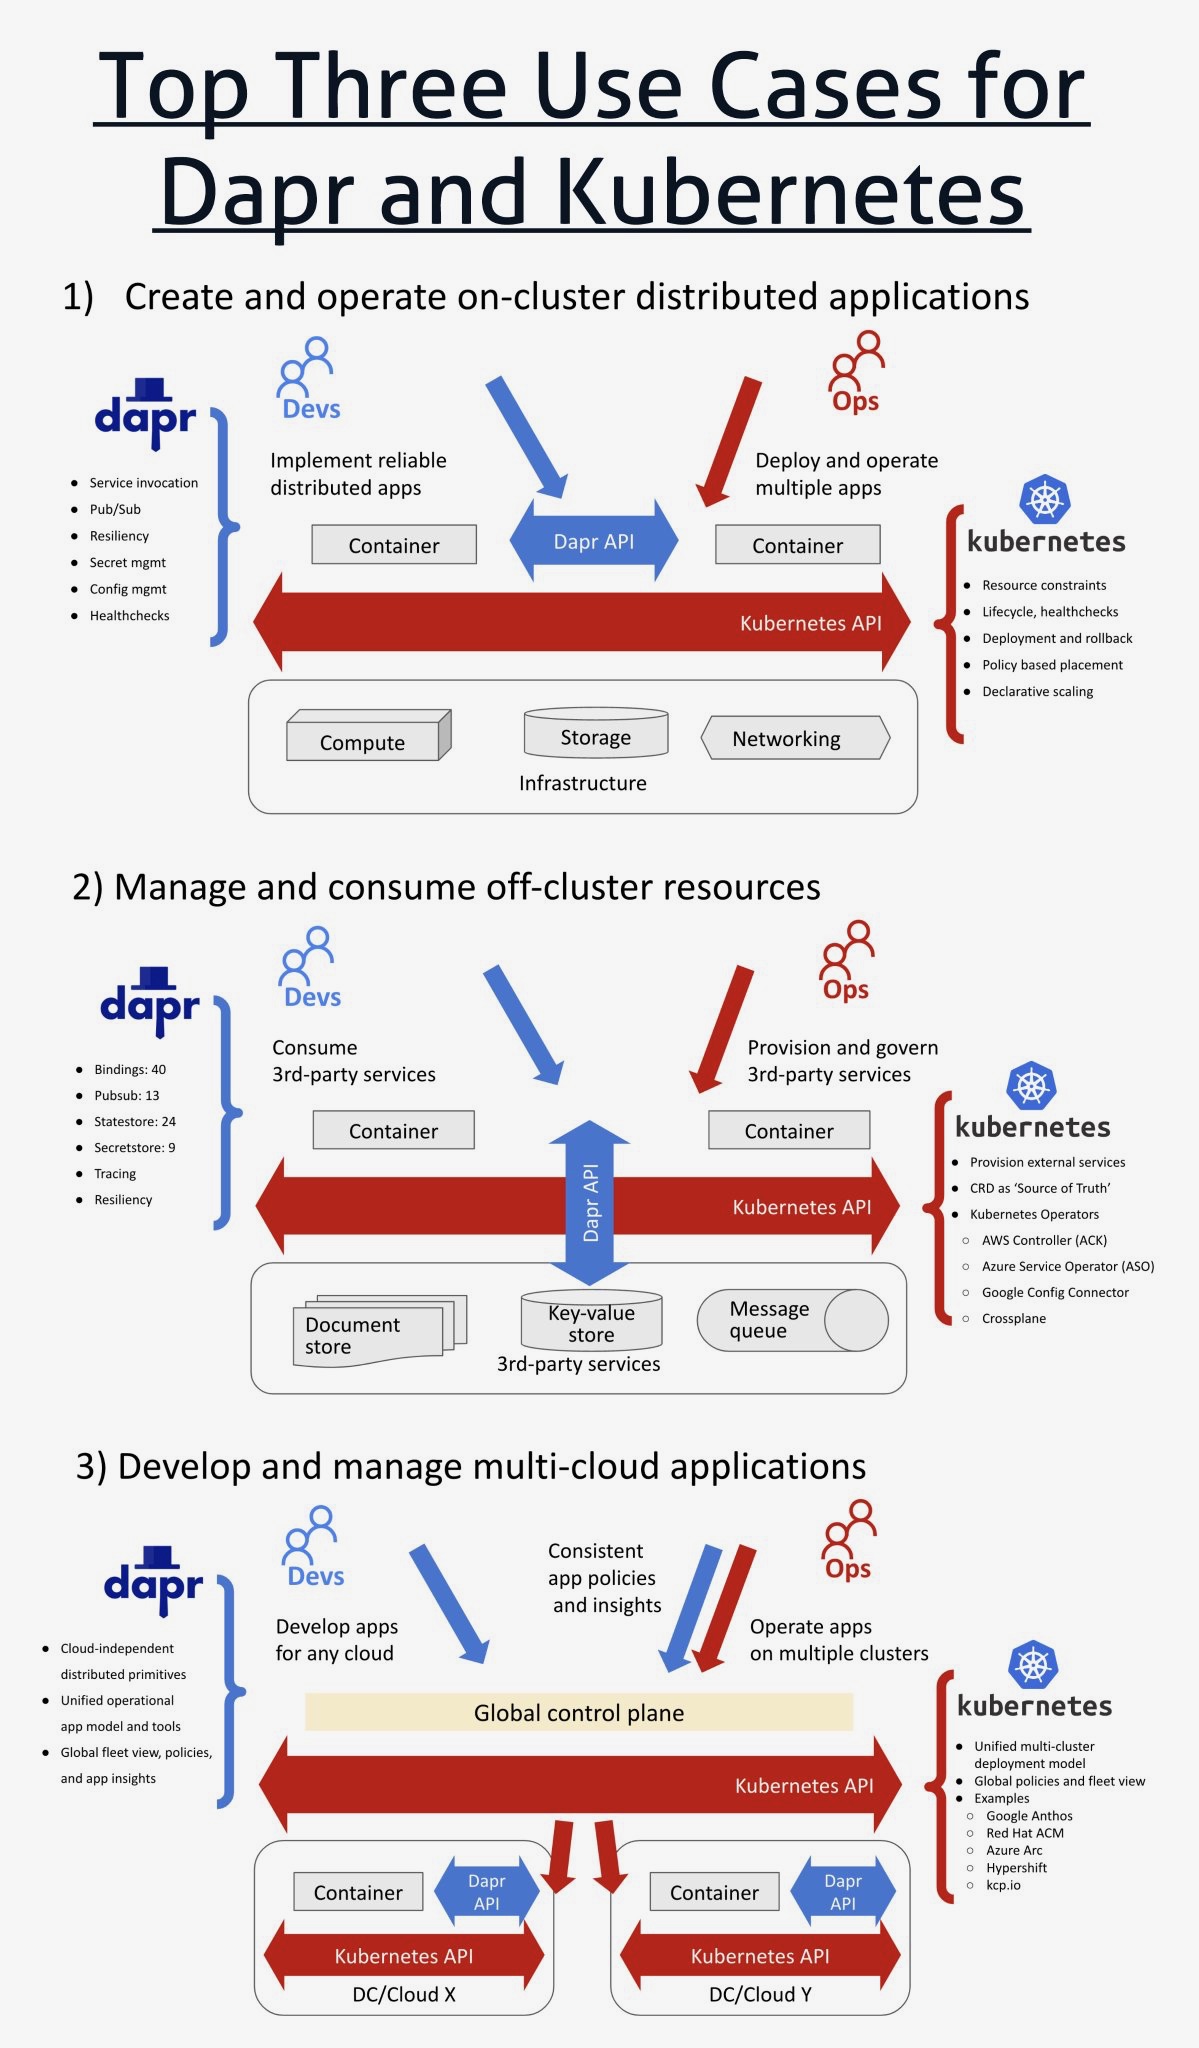 Top Three Use Cases for
Dapr and Kubernetes
1) Create and operate on-cluster distributed applications
dapr
● Service invocation
● Pub/Sub
● Resiliency
● Secret mgmt
● Config mgmt
● Healthchecks
Devs
Implement reliable
distributed apps
Ops
Deploy and operate
multiple apps
Container
Dapr API
Container
Kubernetes API
Compute
Storage
Networking
Infrastructure
kubernetes
● Resource constraints
● Lifecycle, healthchecks
● Deployment and rollback
● Policy based placement
● Declarative scaling
2) Manage and consume off-cluster resources
dapr
● Bindings: 40
● Pubsub: 13
● Statestore: 24
● Secretstore: 9
● Tracing
● Resiliency
Devs
Consume
3rd-party services
Ops
Provision and govern
3rd-party services
Container
Dapr API
Container
Kubernetes API
Document
store
Key-value
store
Message
queue
3rd-party services
kubernetes
● Provision external services
● CRD as ‘Source of Truth’
● Kubernetes Operators
○ AWS Controller (ACK)
○ Azure Service Operator (ASO)
○ Google Config Connector
○ Crossplane
3) Develop and manage multi-cloud applications
dapr
● Cloud-independent
distributed primitives
● Unified operational
app model and tools
● Global fleet view, policies,
and app insights
Devs
Develop apps
for any cloud
Consistent
app policies
and insights
Ops
Operate apps
on multiple clusters
Global control plane
Kubernetes API
Container
Dapr
API
Kubernetes API
DC/Cloud X
Container
Dapr
API
Kubernetes API
DC/Cloud Y
kubernetes
● Unified multi-cluster
deployment model
● Global policies and fleet view
● Examples
○ Google Anthos
○ Red Hat ACM
○ Azure Arc
○ Hypershift
○ kcp.io